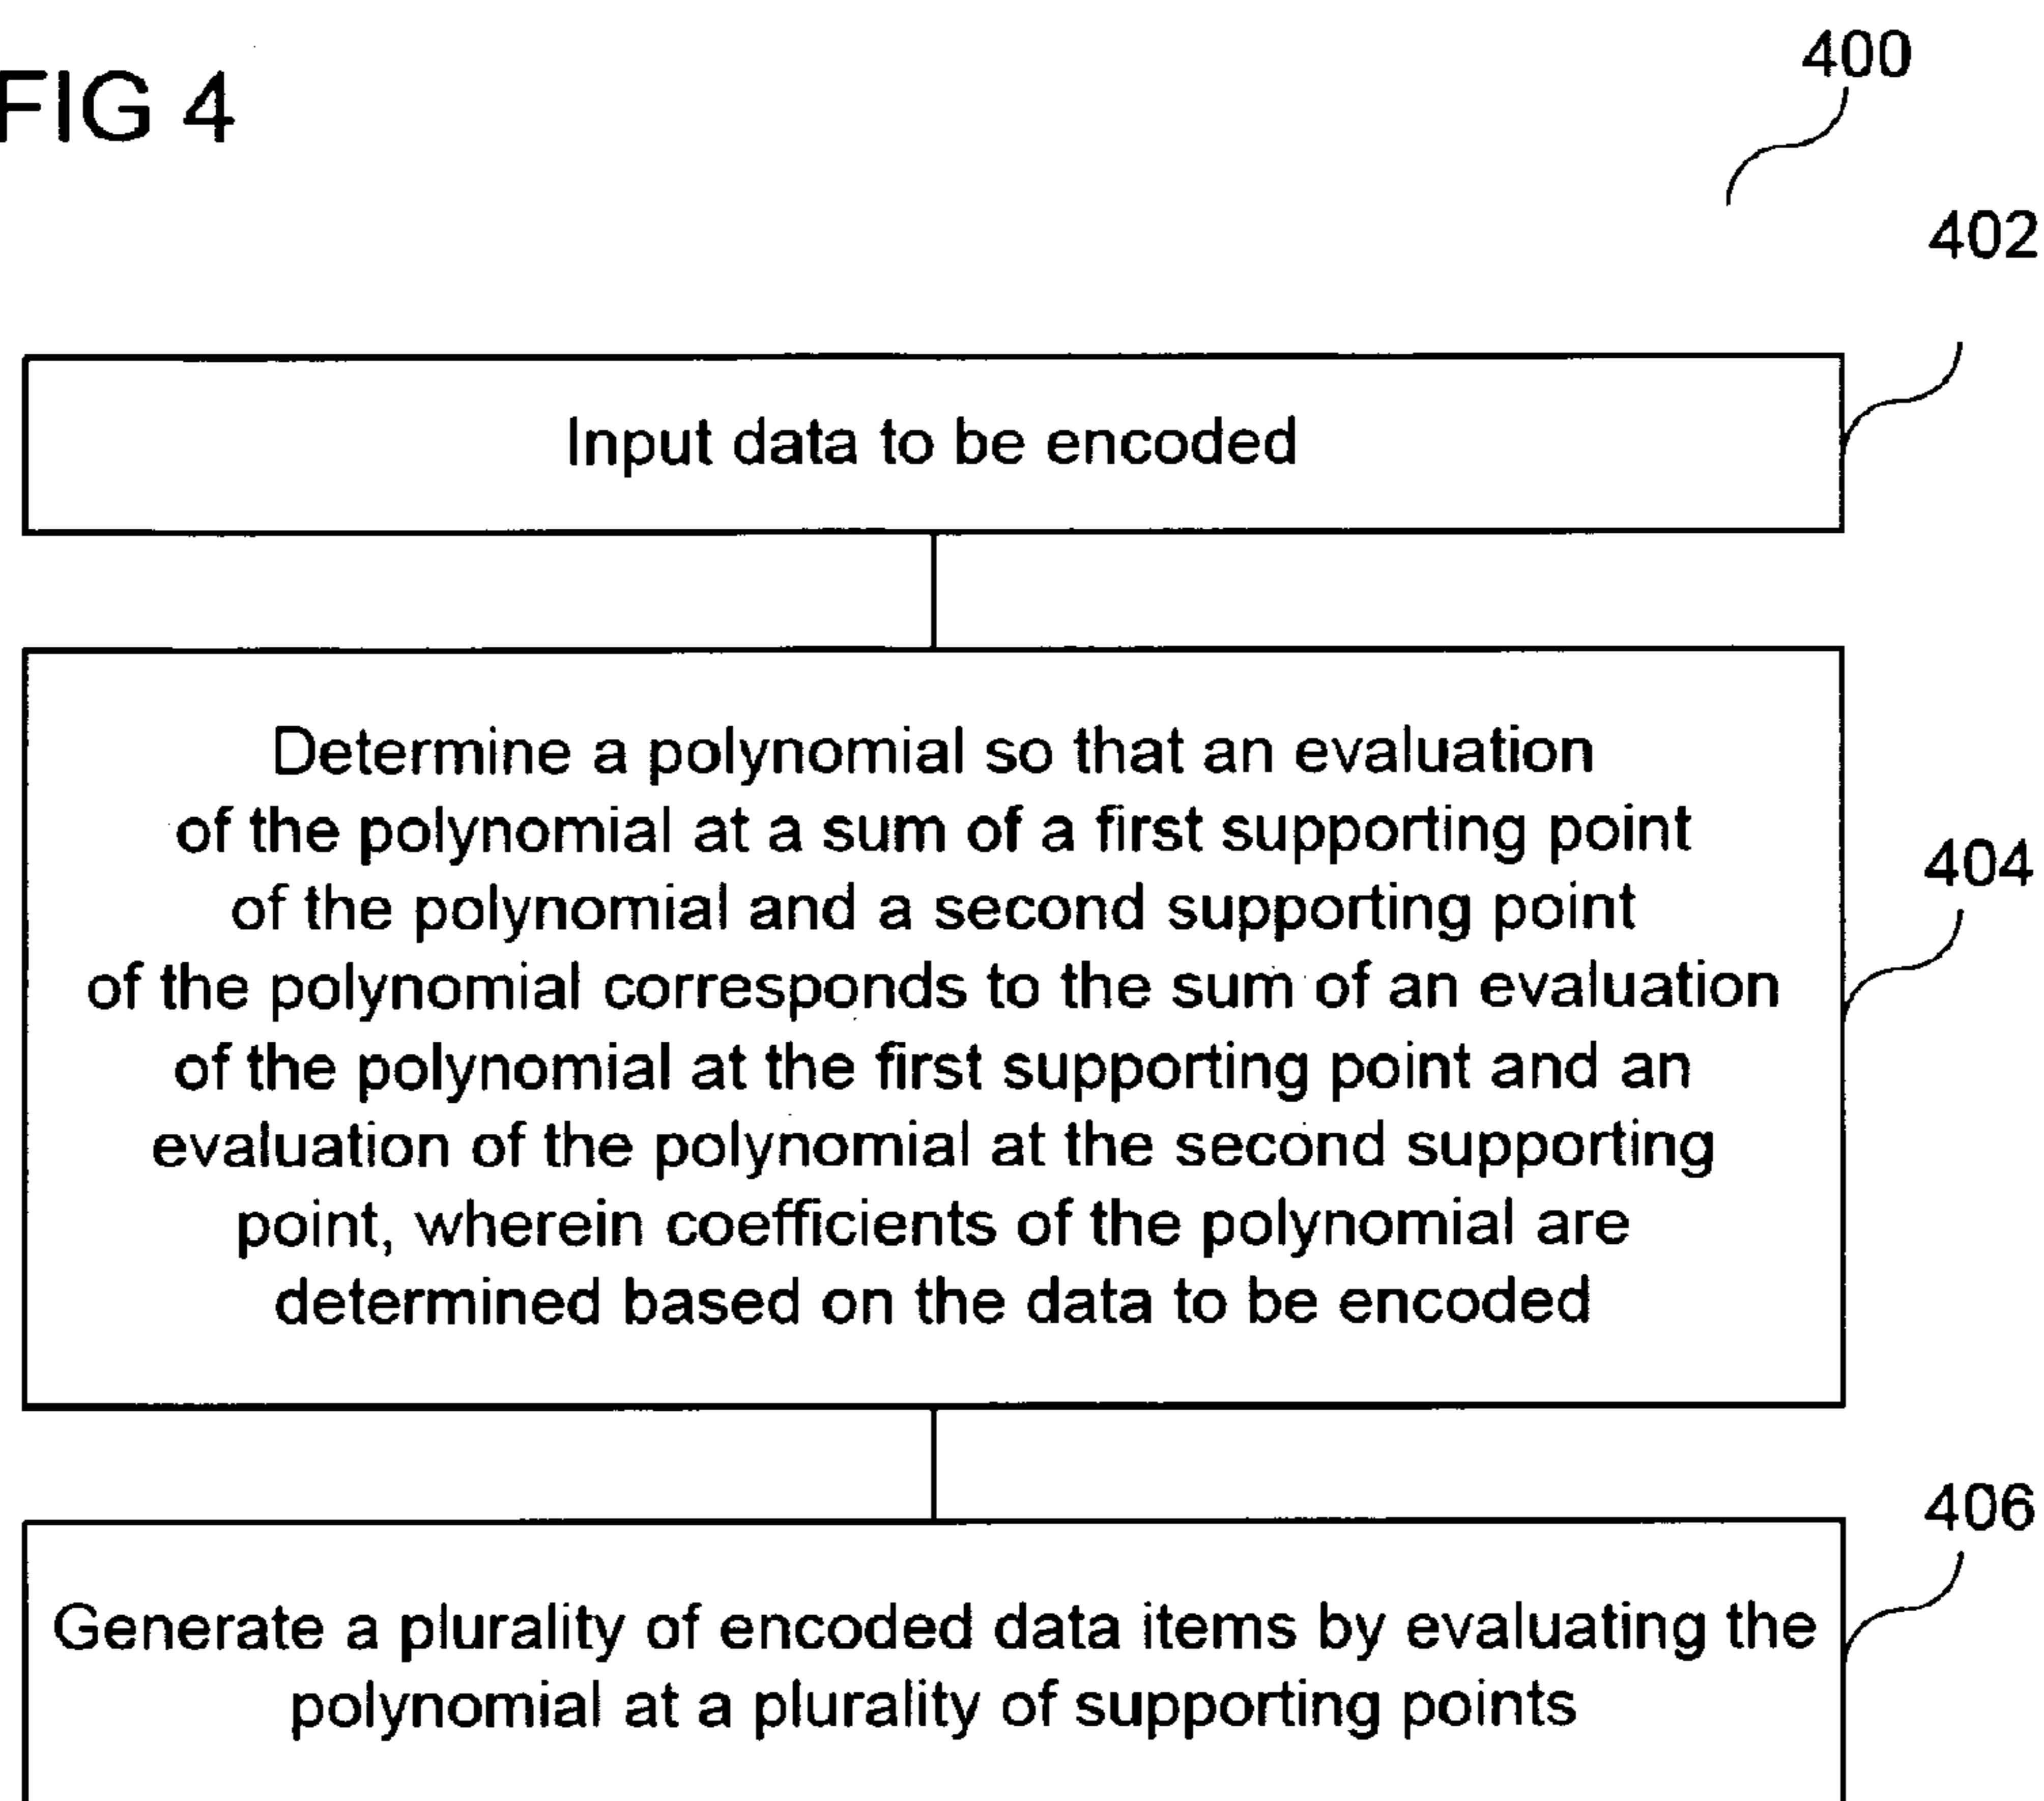 FIG 4
400
402
Input data to be encoded
Determine a polynomial so that an evaluation
of the polynomial at a sum of a first supporting point
of the polynomial and a second supporting point
of the polynomial corresponds to the sum of an evaluation
of the polynomial at the first supporting point and an
evaluation of the polynomial at the second supporting
point, wherein coefficients of the polynomial are
determined based on the data to be encoded
404
406
Generate a plurality of encoded data items by evaluating the
polynomial at a plurality of supporting points